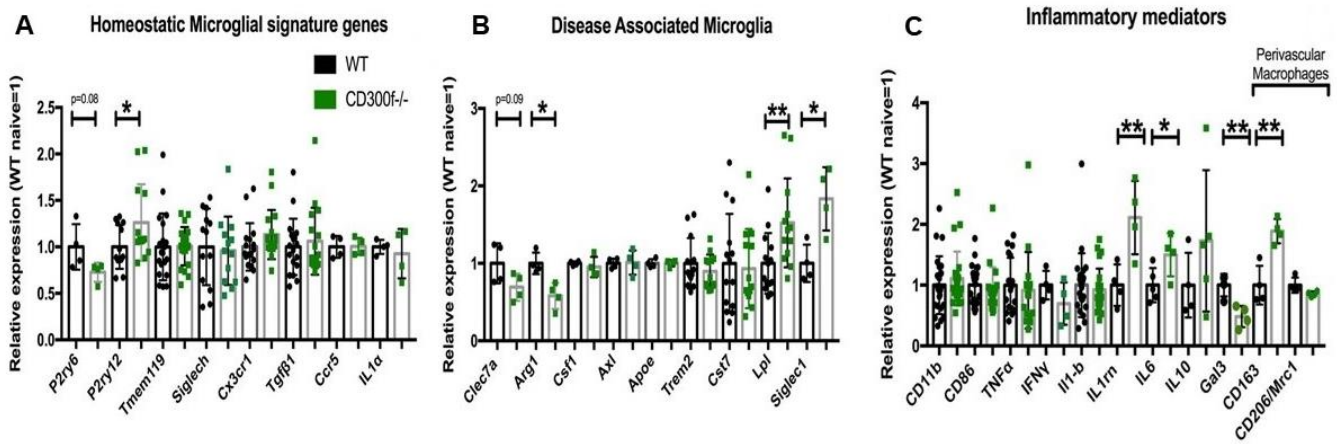 A
Homeostatic Microglial signature genes
WT
CD300f-/-
Relative expression (WT naive=1)
2.5
2.0
1.5
1.0
0.5
0.0
p=0.08
*
P2ry6
P2ry12
Tmem119
Siglech
Cx3cr1
Tgfβ1
Ccr5
IL1α
B
Disease Associated Microglia
Relative expression (WT naive=1)
3
2
1
0
p=0.09
*
**
*
Clec7a
Arg1
Csf1
Axl
Apoe
Trem2
Cst7
Lpl
Siglec1
C
Inflammatory mediators
Perivascular
Macrophages
Relative expression (WT naive=1)
4
3
2
1
0
**
*
**
**
CD11b
CD86
TNFα
IFNγ
Il1-b
IL1rn
IL6
IL10
Gal3
CD163
CD206/Mrc1